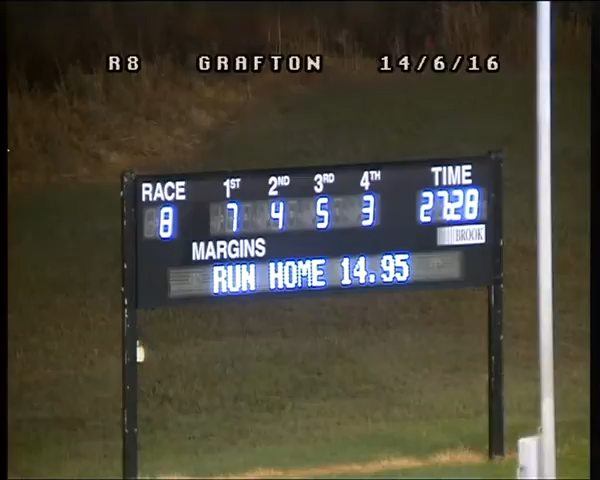 R8 GRAFTON 14/6/16
RACE 1ST 2ND 3RD 4TH TIME
8 7 4 5 3 27:28
BROOK
MARGINS
RUN HOME 14.95